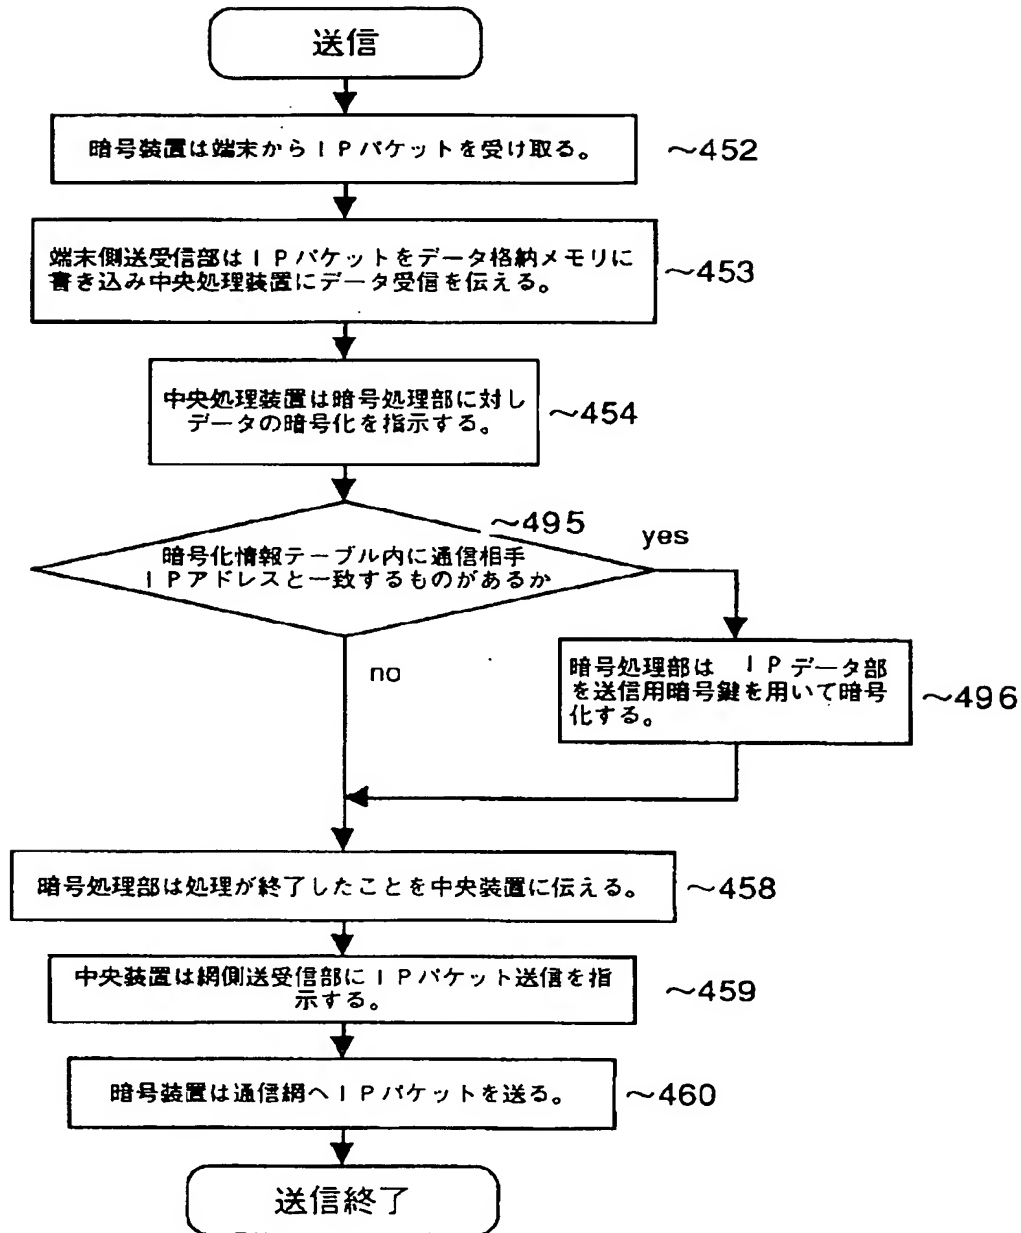 送信
暗号装置は端末からIPパケットを受け取る。
~452
端末側送受信部はIPパケットをデータ格納メモリに
書き込み中央処理装置にデータ受信を伝える。
~453
中央処理装置は暗号処理部に対し
データの暗号化を指示する。
~454
~495
暗号化情報テーブル内に通信相手
IPアドレスと一致するものがあるか
yes
no
暗号処理部は IPデータ部
を送信用暗号鍵を用いて暗号
化する。
~496
暗号処理部は処理が終了したことを中央装置に伝える。
~458
中央装置は網側送受信部にIPパケット送信を指
示する。
~459
暗号装置は通信網へIPパケットを送る。
~460
送信終了